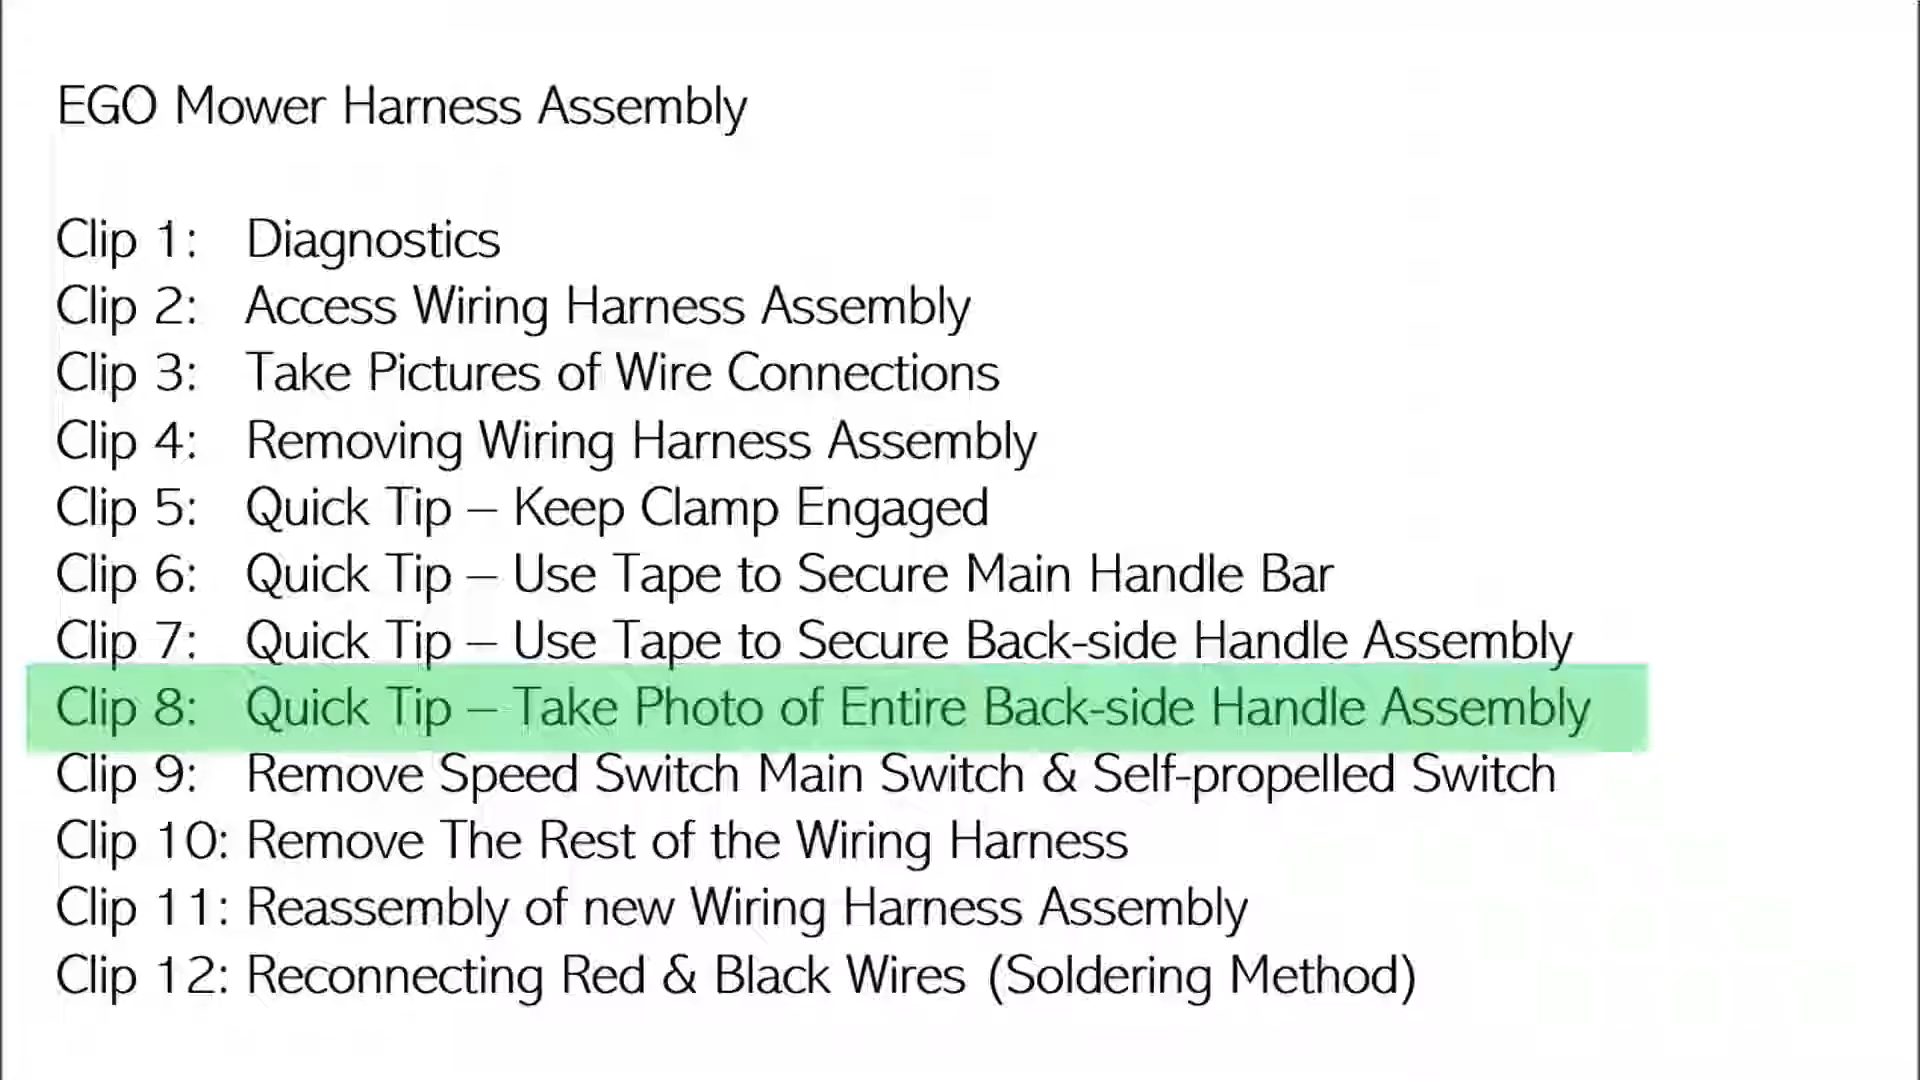 EGO Mower Harness Assembly
Clip 1: Diagnostics
Clip 2: Access Wiring Harness Assembly
Clip 3: Take Pictures of Wire Connections
Clip 4: Removing Wiring Harness Assembly
Clip 5: Quick Tip – Keep Clamp Engaged
Clip 6: Quick Tip – Use Tape to Secure Main Handle Bar
Clip 7: Quick Tip – Use Tape to Secure Back-side Handle Assembly
Clip 8: Quick Tip – Take Photo of Entire Back-side Handle Assembly
Clip 9: Remove Speed Switch Main Switch & Self-propelled Switch
Clip 10: Remove The Rest of the Wiring Harness
Clip 11: Reassembly of new Wiring Harness Assembly
Clip 12: Reconnecting Red & Black Wires (Soldering Method)